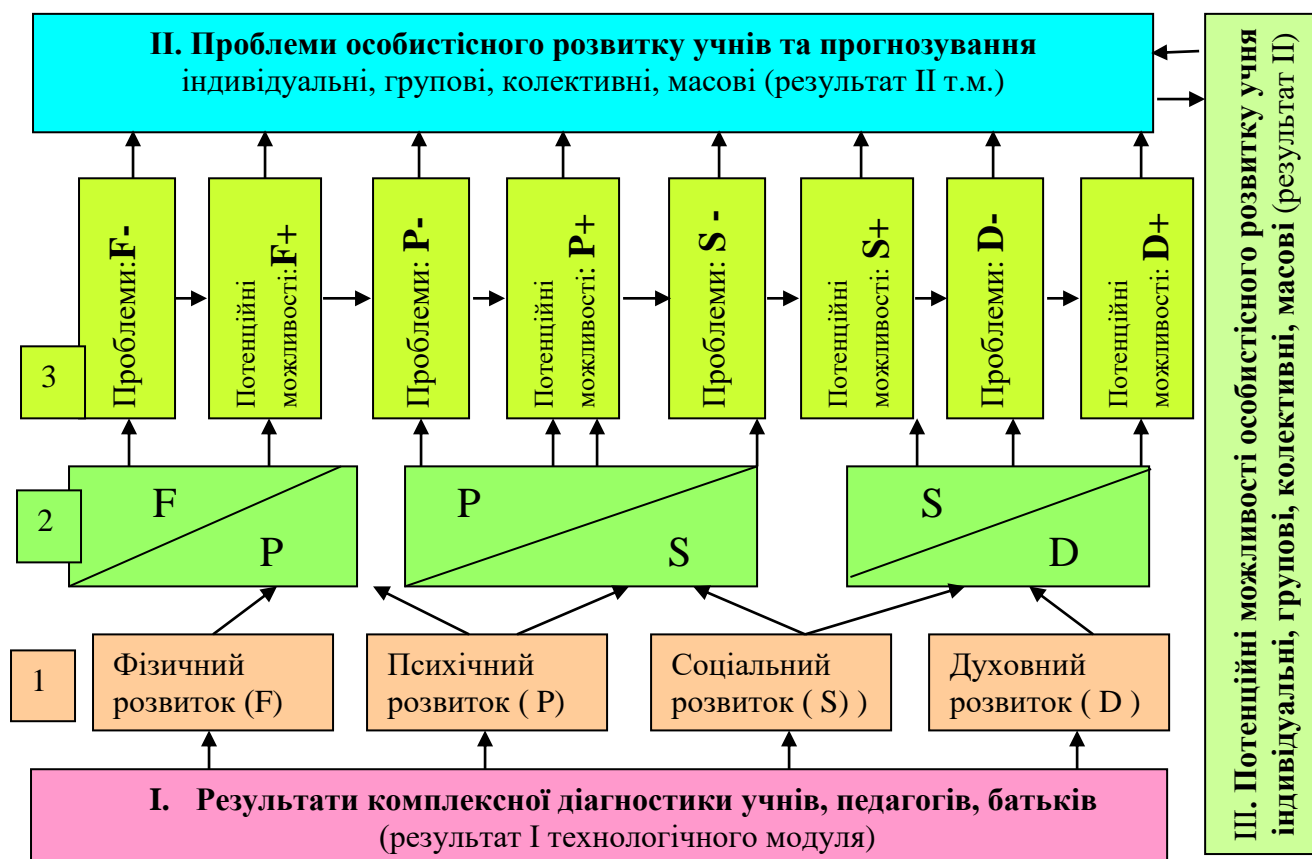 II. Проблеми особистісного розвитку учнів та прогнозування
індивідуальні, групові, колективні, масові (результат ІІ т.м.)
III. Потенційні можливості особистісного розвитку учня
індивідуальні, групові, колективні, масові (результат ІІ)
3
Проблеми:F-
Потенційні
можливості:F+
Проблеми: P-
Потенційні
можливості: P+
Проблеми: S -
Потенційні
можливості: S+
Проблеми: D-
Потенційні
можливості: D+
2
F
P
P
S
S
D
1
Фізичний
розвиток (F)
Психічний
розвиток ( P)
Соціальний
розвиток ( S) )
Духовний
розвиток ( D )
I. Результати комплексної діагностики учнів, педагогів, батьків
(результат І технологічного модуля)